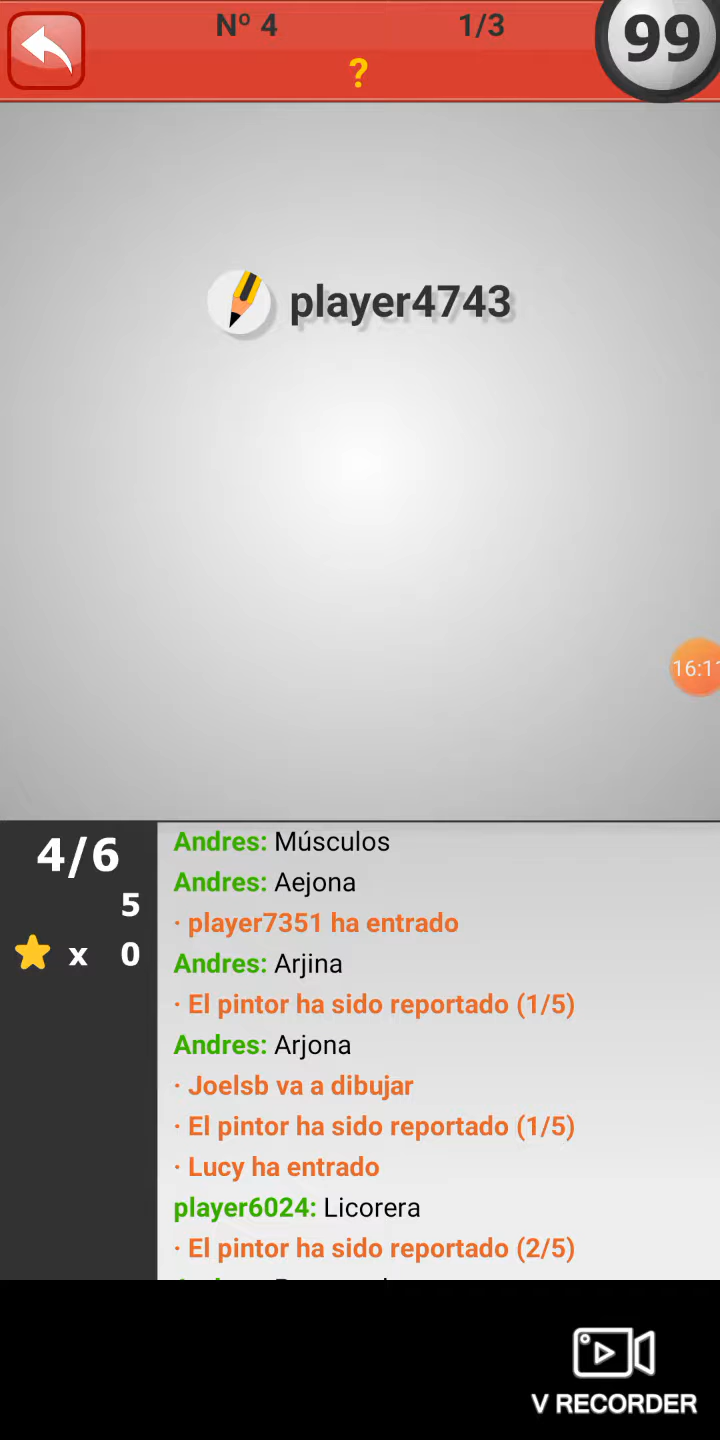 Nº 4
1/3
99
?
player4743
16:11
4/6
5
x 0
Andres: Músculos
Andres: Aejona
· player7351 ha entrado
Andres: Arjina
· El pintor ha sido reportado (1/5)
Andres: Arjona
· Joelsb va a dibujar
· El pintor ha sido reportado (1/5)
· Lucy ha entrado
player6024: Licorera
· El pintor ha sido reportado (2/5)
V RECORDER